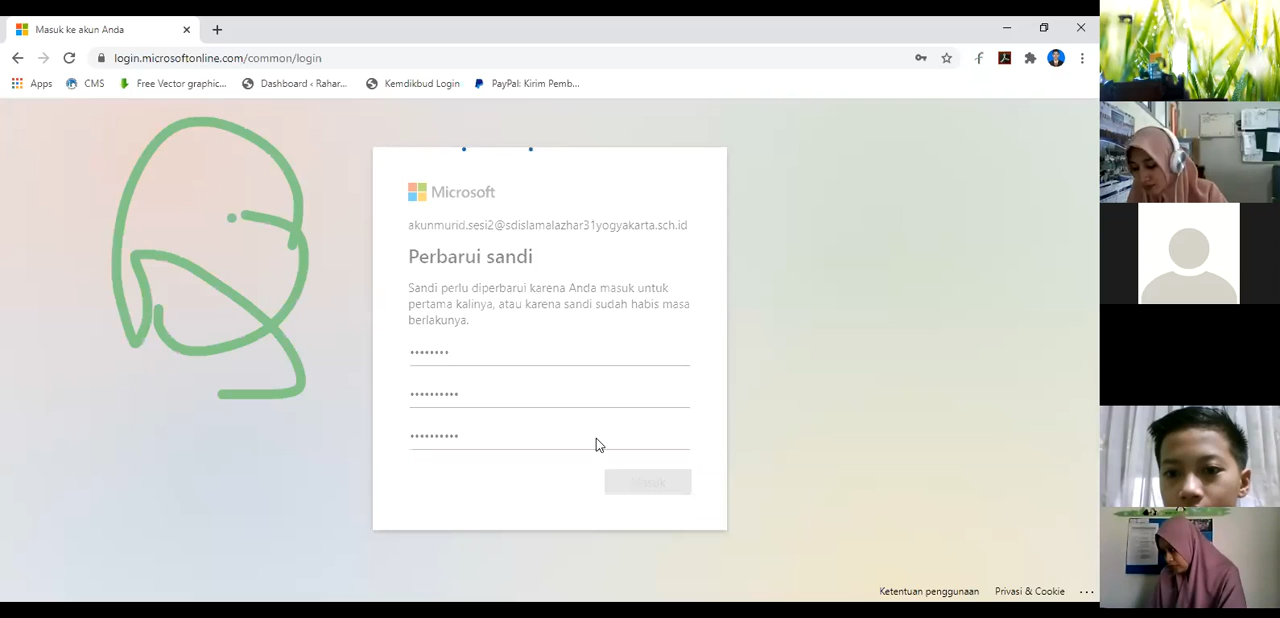 Masuk ke akun Anda
login.microsoftonline.com/common/login
Apps CMS Free Vector graphic... Dashboard ‹ Rahar... Kemdikbud Login PayPal: Kirim Pemb...
Microsoft
akunmurid.sesi2@sdislamalazhar31yogyakarta.sch.id
Perbarui sandi
Sandi perlu diperbarui karena Anda masuk untuk
pertama kalinya, atau karena sandi sudah habis masa
berlakunya.
••••••••
••••••••••
••••••••••
Masuk
Ketentuan penggunaan Privasi & Cookie ...